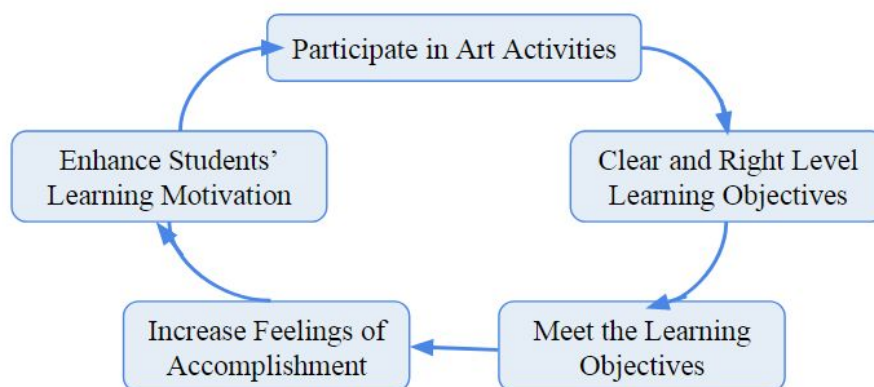 Participate in Art Activities
Clear and Right Level
Learning Objectives
Meet the Learning
Objectives
Increase Feelings of
Accomplishment
Enhance Students’
Learning Motivation